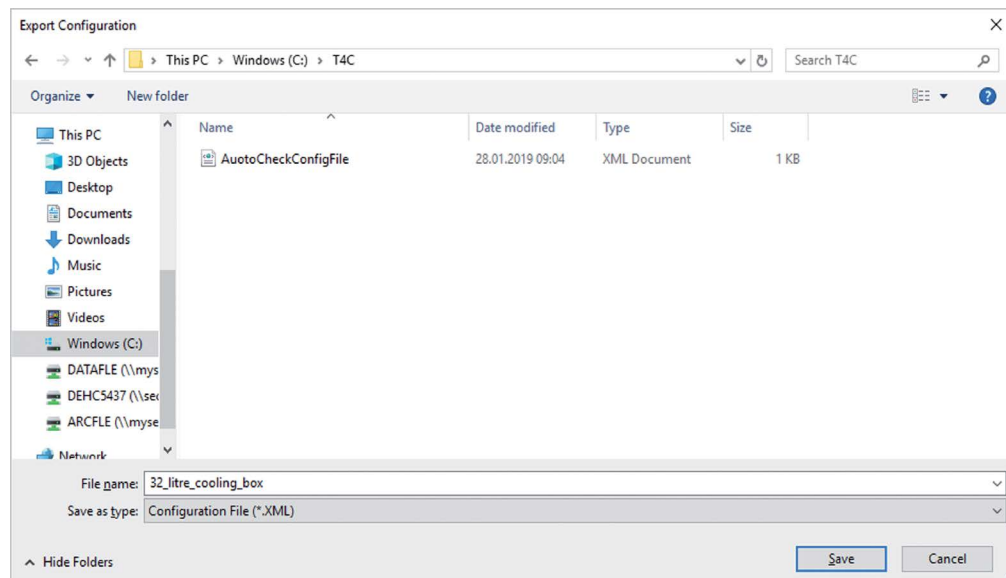 Export Configuration
This PC > Windows (C:) > T4C
Search T4C
Organize
New folder
Name Date modified Type Size
AuotoCheckConfigFile 28.01.2019 09:04 XML Document 1 KB
This PC
3D Objects
Desktop
Documents
Downloads
Music
Pictures
Videos
Windows (C:)
DATAFLE (\\mys
DEHC5437 (\\sec
ARCFLE (\\myse
Network
File name: 32_litre_cooling_box
Save as type: Configuration File (*.XML)
Hide Folders
Save
Cancel